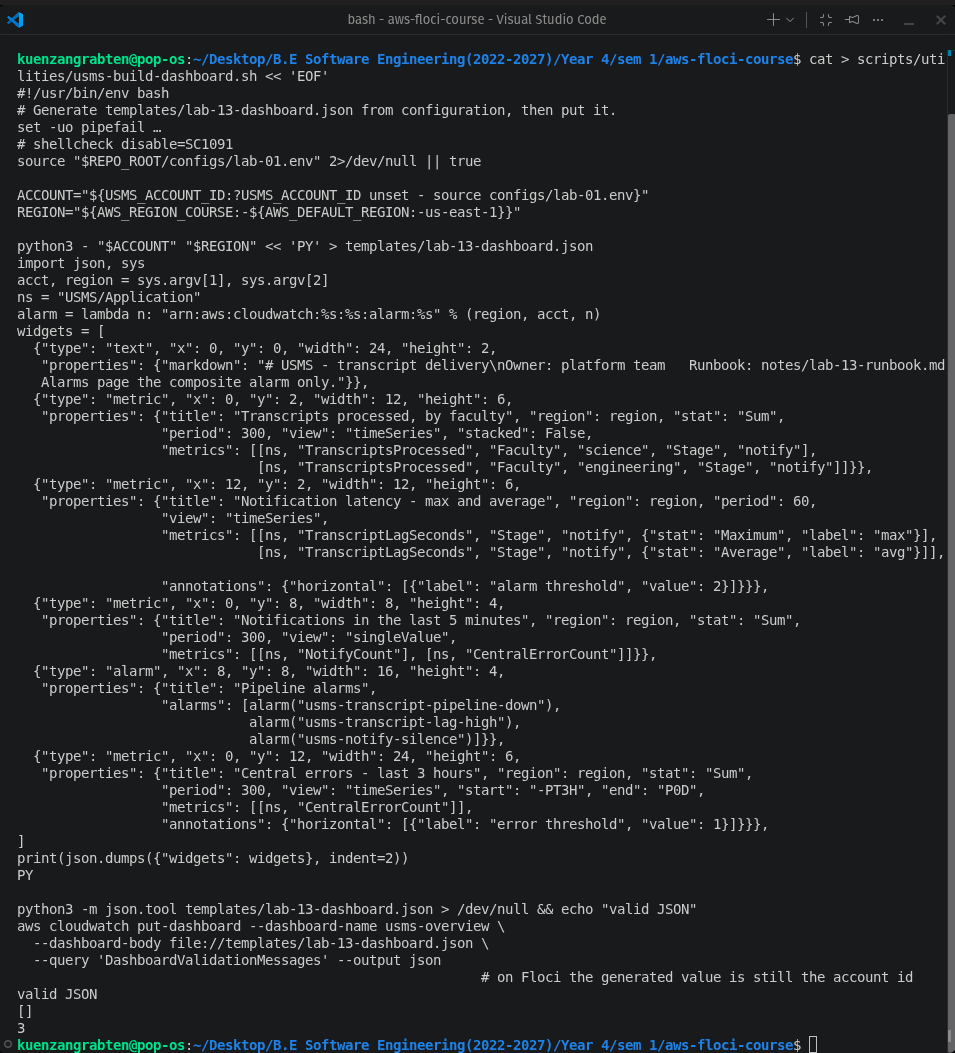 bash - aws-floci-course - Visual Studio Code
kuenzangrabten@pop-os:~/Desktop/B.E Software Engineering(2022-2027)/Year 4/sem 1/aws-floci-course$ cat > scripts/uti
lities/usms-build-dashboard.sh << 'EOF'
#!/usr/bin/env bash
# Generate templates/lab-13-dashboard.json from configuration, then put it.
set -uo pipefail …
# shellcheck disable=SC1091
source "$REPO_ROOT/configs/lab-01.env" 2>/dev/null || true

ACCOUNT="${USMS_ACCOUNT_ID:?USMS_ACCOUNT_ID unset - source configs/lab-01.env}"
REGION="${AWS_REGION_COURSE:-${AWS_DEFAULT_REGION:-us-east-1}}"

python3 - "$ACCOUNT" "$REGION" << 'PY' > templates/lab-13-dashboard.json
import json, sys
acct, region = sys.argv[1], sys.argv[2]
ns = "USMS/Application"
alarm = lambda n: "arn:aws:cloudwatch:%s:%s:alarm:%s" % (region, acct, n)
widgets = [
  {"type": "text", "x": 0, "y": 0, "width": 24, "height": 2,
   "properties": {"markdown": "# USMS - transcript delivery\nOwner: platform team   Runbook: notes/lab-13-runbook.md
   Alarms page the composite alarm only."}},
  {"type": "metric", "x": 0, "y": 2, "width": 12, "height": 6,
   "properties": {"title": "Transcripts processed, by faculty", "region": region, "stat": "Sum",
                  "period": 300, "view": "timeSeries", "stacked": False,
                  "metrics": [[ns, "TranscriptsProcessed", "Faculty", "science", "Stage", "notify"],
                              [ns, "TranscriptsProcessed", "Faculty", "engineering", "Stage", "notify"]]}},
  {"type": "metric", "x": 12, "y": 2, "width": 12, "height": 6,
   "properties": {"title": "Notification latency - max and average", "region": region, "period": 60,
                  "view": "timeSeries",
                  "metrics": [[ns, "TranscriptLagSeconds", "Stage", "notify", {"stat": "Maximum", "label": "max"}],
                              [ns, "TranscriptLagSeconds", "Stage", "notify", {"stat": "Average", "label": "avg"}]],

                  "annotations": {"horizontal": [{"label": "alarm threshold", "value": 2}]}}},
  {"type": "metric", "x": 0, "y": 8, "width": 8, "height": 4,
   "properties": {"title": "Notifications in the last 5 minutes", "region": region, "stat": "Sum",
                  "period": 300, "view": "singleValue",
                  "metrics": [[ns, "NotifyCount"], [ns, "CentralErrorCount"]]}},
  {"type": "alarm", "x": 8, "y": 8, "width": 16, "height": 4,
   "properties": {"title": "Pipeline alarms",
                  "alarms": [alarm("usms-transcript-pipeline-down"),
                             alarm("usms-transcript-lag-high"),
                             alarm("usms-notify-silence")]}},
  {"type": "metric", "x": 0, "y": 12, "width": 24, "height": 6,
   "properties": {"title": "Central errors - last 3 hours", "region": region, "stat": "Sum",
                  "period": 300, "view": "timeSeries", "start": "-PT3H", "end": "P0D",
                  "metrics": [[ns, "CentralErrorCount"]],
                  "annotations": {"horizontal": [{"label": "error threshold", "value": 1}]}}},
]
print(json.dumps({"widgets": widgets}, indent=2))
PY

python3 -m json.tool templates/lab-13-dashboard.json > /dev/null && echo "valid JSON"
aws cloudwatch put-dashboard --dashboard-name usms-overview \
  --dashboard-body file://templates/lab-13-dashboard.json \
  --query 'DashboardValidationMessages' --output json
                                                         # on Floci the generated value is still the account id
valid JSON
[]
3
kuenzangrabten@pop-os:~/Desktop/B.E Software Engineering(2022-2027)/Year 4/sem 1/aws-floci-course$